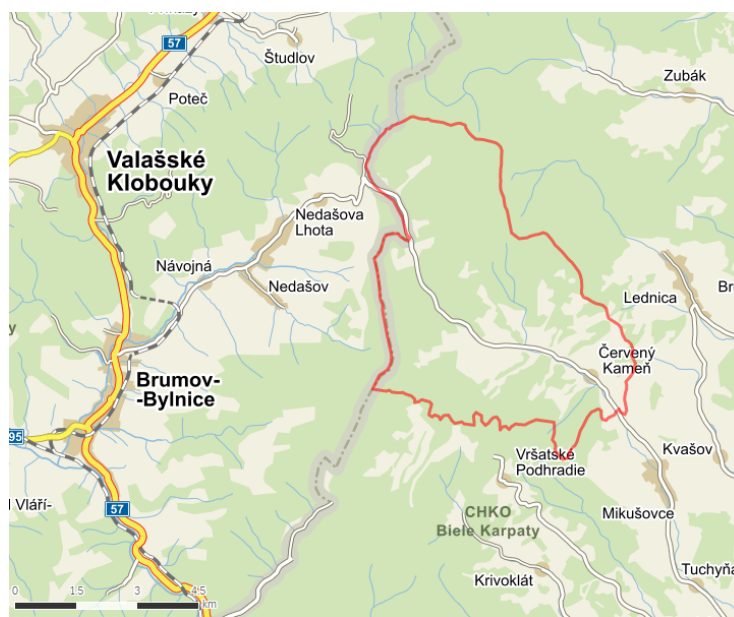 57
Študlov
Zubák
Poteč
Valašské
Klobouky
Nedašova
Lhota
Návojná
Nedašov
Lednica
Červený
Kameň
Brumov-
-Bylnice
95
Vršatské
Podhradie
Kvašov
57
CHKO
Biele Karpaty
Mikušovce
Krivoklát
Tuchyňa
0 1.5 3 4.5
km